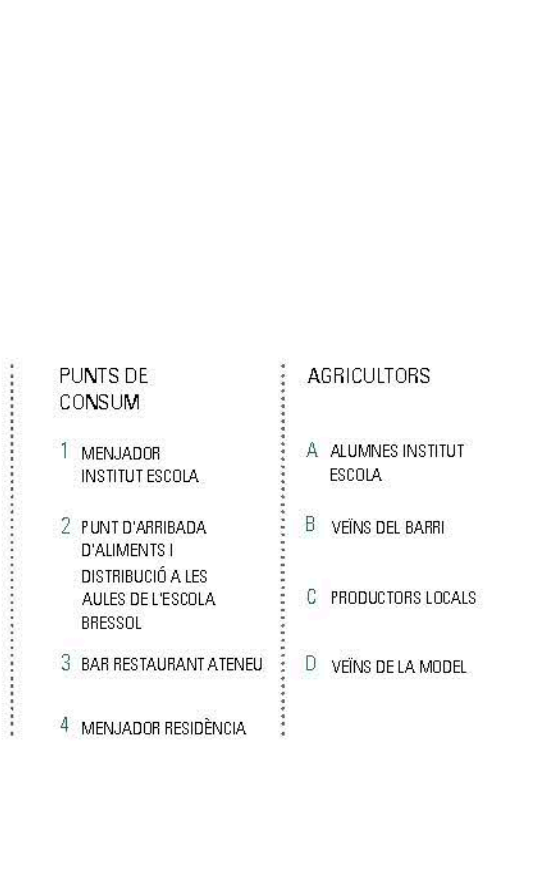 PUNTS DE
CONSUM
1 MENJADOR
INSTITUT ESCOLA
2 PUNT D'ARRIBADA
D'ALIMENTS I
DISTRIBUCIÓ A LES
AULES DE L'ESCOLA
BRESSOL
3 BAR RESTAURANT ATENEU
4 MENJADOR RESIDÈNCIA
AGRICULTORS
A ALUMNES INSTITUT
ESCOLA
B VEÏNS DEL BARRI
C PRODUCTORS LOCALS
D VEÏNS DE LA MODEL